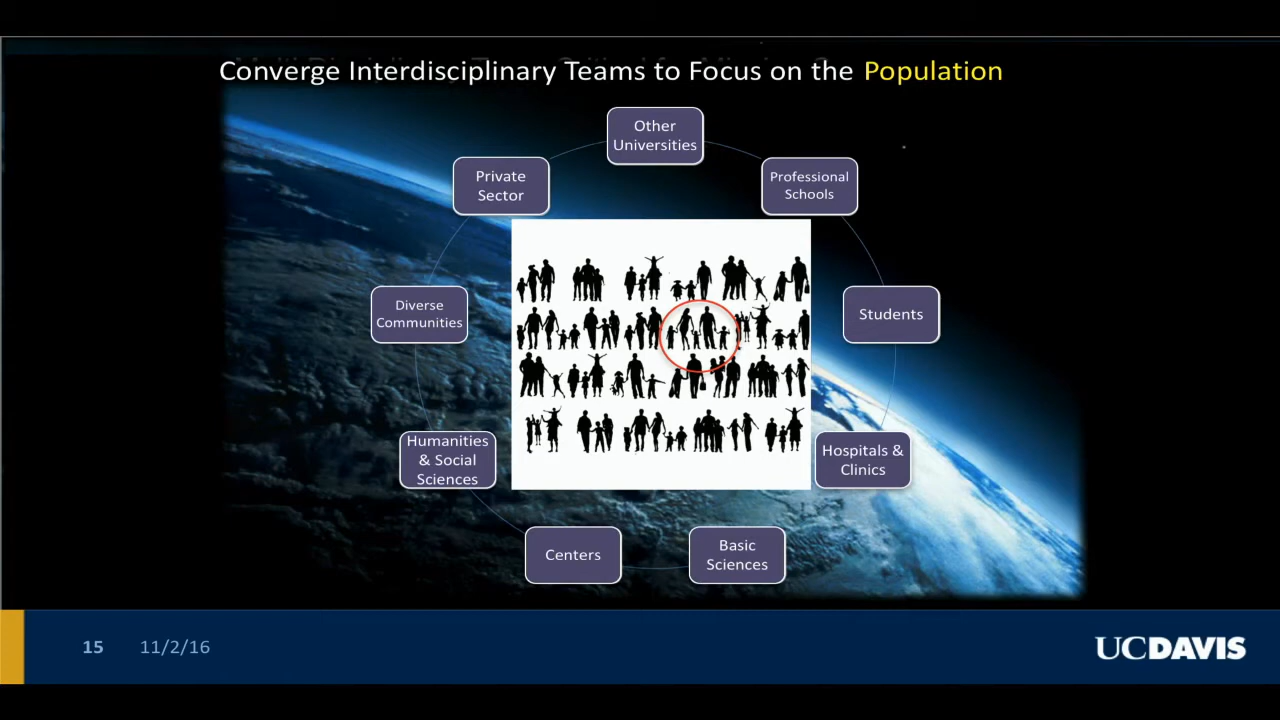 Converge Interdisciplinary Teams to Focus on the Population
Other
Universities
Professional
Schools
Students
Hospitals &
Clinics
Basic
Sciences
Centers
Humanities
& Social
Sciences
Diverse
Communities
Private
Sector
15 11/2/16
UCDAVIS